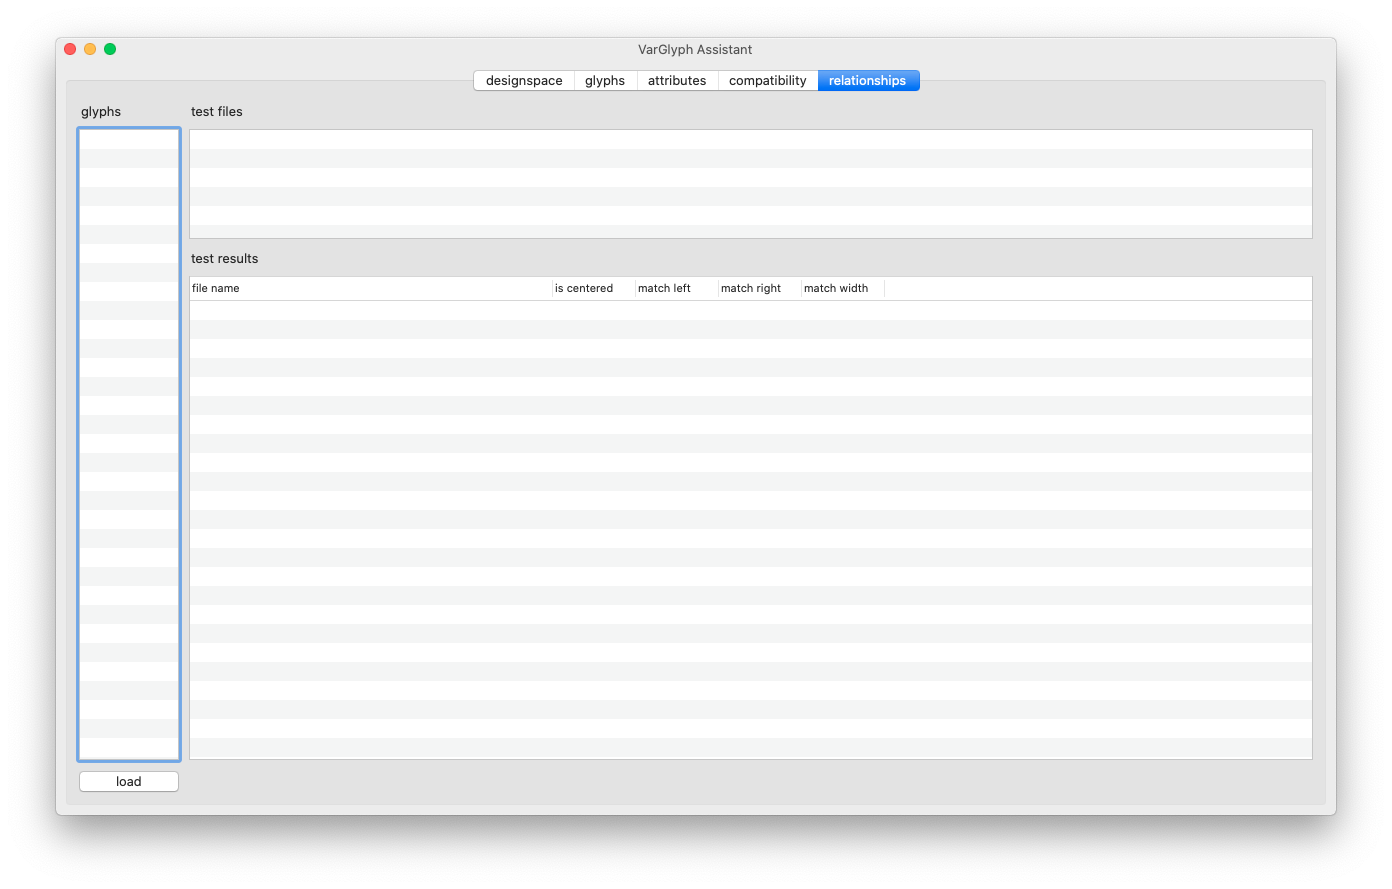 VarGlyph Assistant
designspace glyphs attributes compatibility relationships
glyphs test files
test results
file name is centered match left match right match width
load